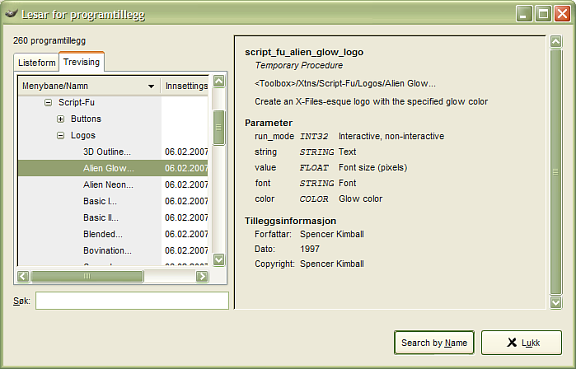 Lesar for programtillegg
260 programtillegg
Listeform Trevising
Menybane/Namn Innsettings
Script-Fu
Buttons
Logos
3D Outline... 06.02.2007
Alien Glow... 06.02.2007
Alien Neon... 06.02.2007
Basic I... 06.02.2007
Basic II... 06.02.2007
Blended... 06.02.2007
Bovination... 06.02.2007
Søk:
script_fu_alien_glow_logo
Temporary Procedure
<Toolbox>/Xtns/Script-Fu/Logos/Alien Glow...
Create an X-Files-esque logo with the specified glow color
Parameter
run_mode INT32 Interactive, non-interactive
string STRING Text
value FLOAT Font size (pixels)
font STRING Font
color COLOR Glow color
Tilleggsinformasjon
Forfattar: Spencer Kimball
Dato: 1997
Copyright: Spencer Kimball
Search by Name
Lukk